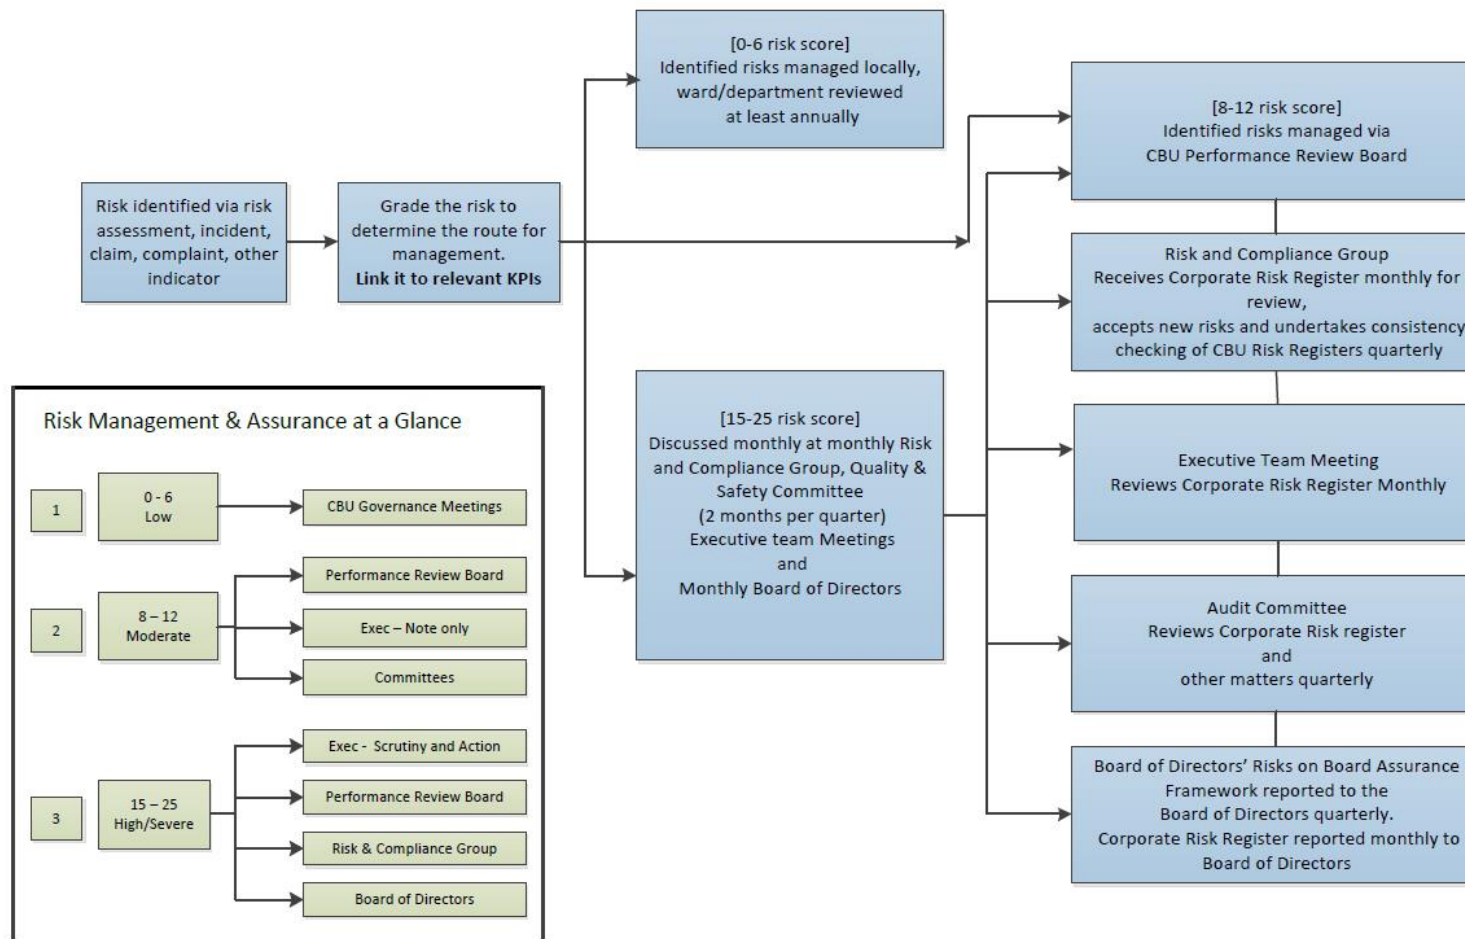 [0-6 risk score]
Identified risks managed locally,
ward/department reviewed
at least annually
[8-12 risk score]
Identified risks managed via
CBU Performance Review Board
Risk identified via risk
assessment, incident,
claim, complaint, other
indicator
Grade the risk to
determine the route for
management.
Link it to relevant KPIs
Risk and Compliance Group
Receives Corporate Risk Register monthly for
review,
accepts new risks and undertakes consistency
checking of CBU Risk Registers quarterly
[15-25 risk score]
Discussed monthly at monthly Risk
and Compliance Group, Quality &
Safety Committee
(2 months per quarter)
Executive team Meetings
and
Monthly Board of Directors
Executive Team Meeting
Reviews Corporate Risk Register Monthly
Audit Committee
Reviews Corporate Risk register
and
other matters quarterly
Board of Directors’ Risks on Board Assurance
Framework reported to the
Board of Directors quarterly.
Corporate Risk Register reported monthly to
Board of Directors
Risk Management & Assurance at a Glance
1
0 - 6
Low
CBU Governance Meetings
2
8 – 12
Moderate
Performance Review Board
Exec – Note only
Committees
3
15 – 25
High/Severe
Exec - Scrutiny and Action
Performance Review Board
Risk & Compliance Group
Board of Directors